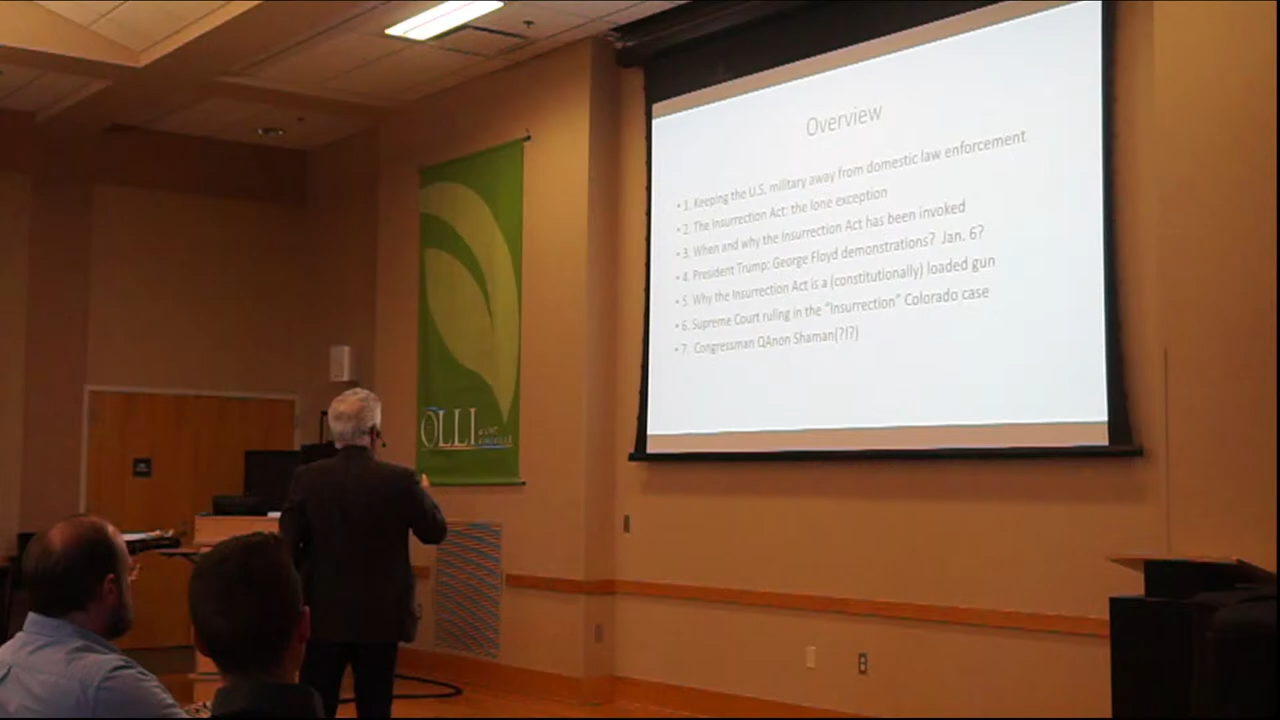 Overview
• 1. Keeping the U.S. military away from domestic law enforcement
• 2. The Insurrection Act: the lone exception
• 3. When and why the Insurrection Act has been invoked
• 4. President Trump: George Floyd demonstrations? Jan. 6?
• 5. Why the Insurrection Act is a (constitutionally) loaded gun
• 6. Supreme Court ruling in the "Insurrection" Colorado case
• 7. Congressman QAnon Shaman(?!?)
OLLI